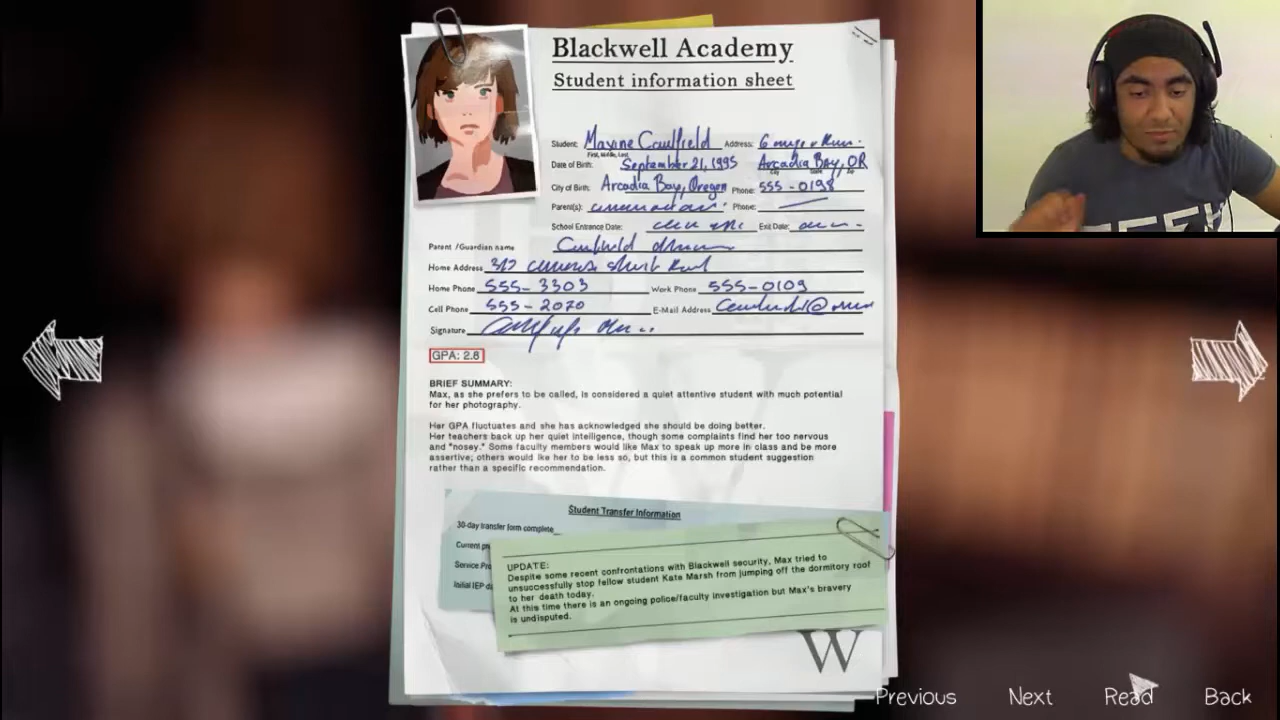 Blackwell Academy
Student information sheet
Student: Maxine Caulfield Address:
First, Middle, Last
Date of Birth: September 21, 1995 Arcadia Bay, OR
City State Zip
City of Birth: Arcadia Bay, Oregon Phone: 555-0198
Parent(s): Phone:
School Entrance Date: Exit Date:
Parent /Guardian name
Home Address
Home Phone 555-3303 Work Phone 555-0109
Cell Phone 555-2070 E-Mail Address
Signature
GPA: 2.8
BRIEF SUMMARY:
Max, as she prefers to be called, is considered a quiet attentive student with much potential
for her photography.
Her GPA fluctuates and she has acknowledged she should be doing better.
Her teachers back up her quiet intelligence, though some complaints find her too nervous
and "nosey." Some faculty members would like Max to speak up more in class and be more
assertive; others would like her to be less so, but this is a common student suggestion
rather than a specific recommendation.
Student Transfer Information
30-day transfer form complete
Current
Service
Initial IEP
UPDATE:
Despite some recent confrontations with Blackwell security, Max tried to
unsuccessfully stop fellow student Kate Marsh from jumping off the dormitory roof
to her death today.
At this time there is an ongoing police/faculty investigation but Max's bravery
is undisputed.
W
Previous Next Read Back